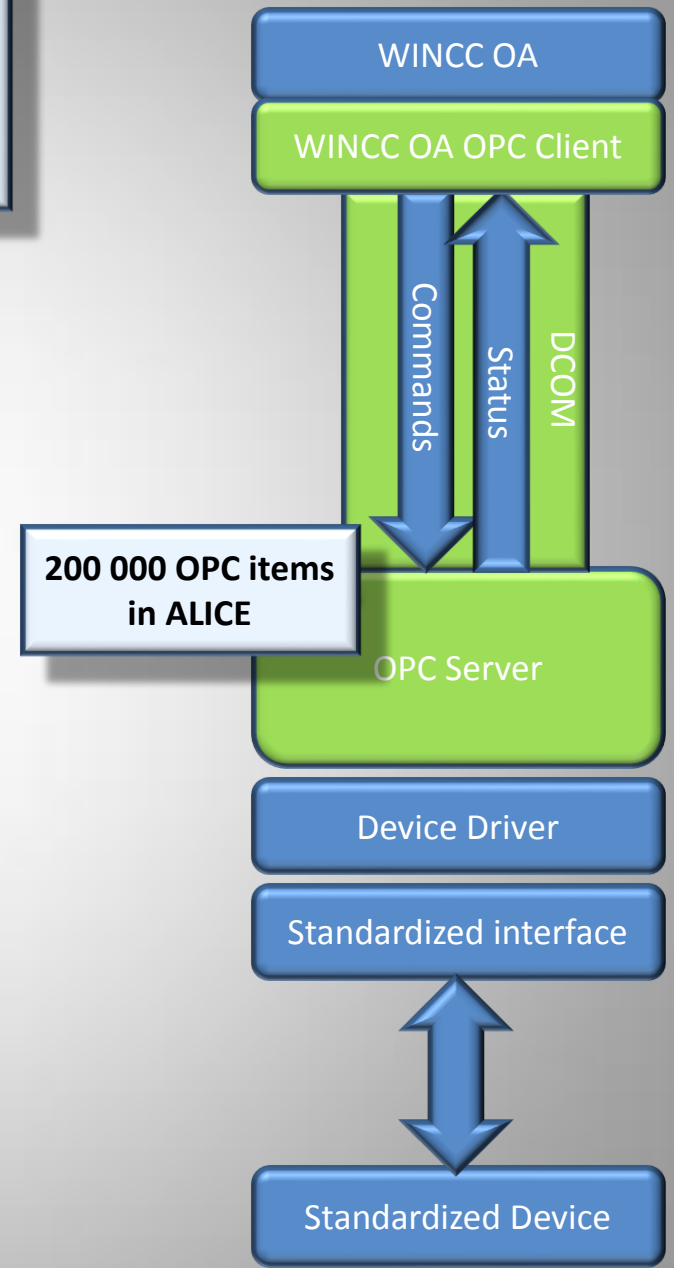 WINCC OA
WINCC OA OPC Client
Commands
Status
DCOM
200 000 OPC items
in ALICE
OPC Server
Device Driver
Standardized interface
Standardized Device